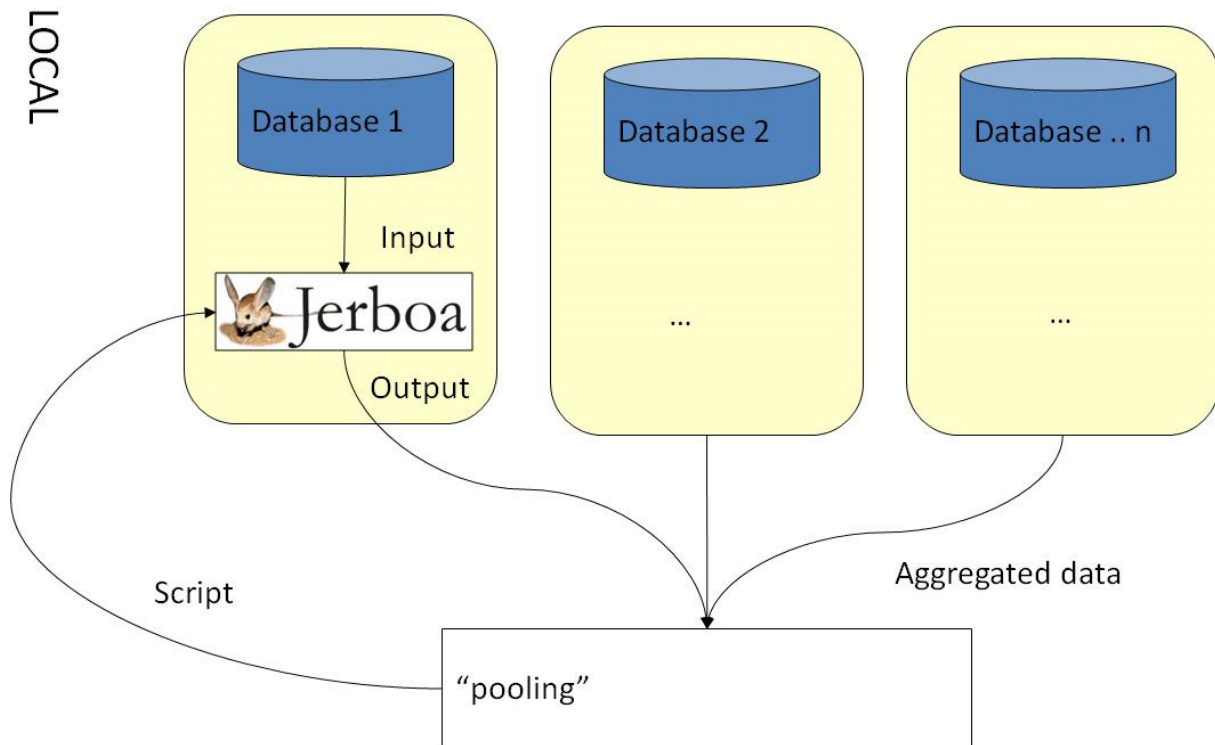 LOCAL
Database 1
Database 2
Database .. n
Input
Jerboa
...
...
Output
Script
Aggregated data
“pooling”